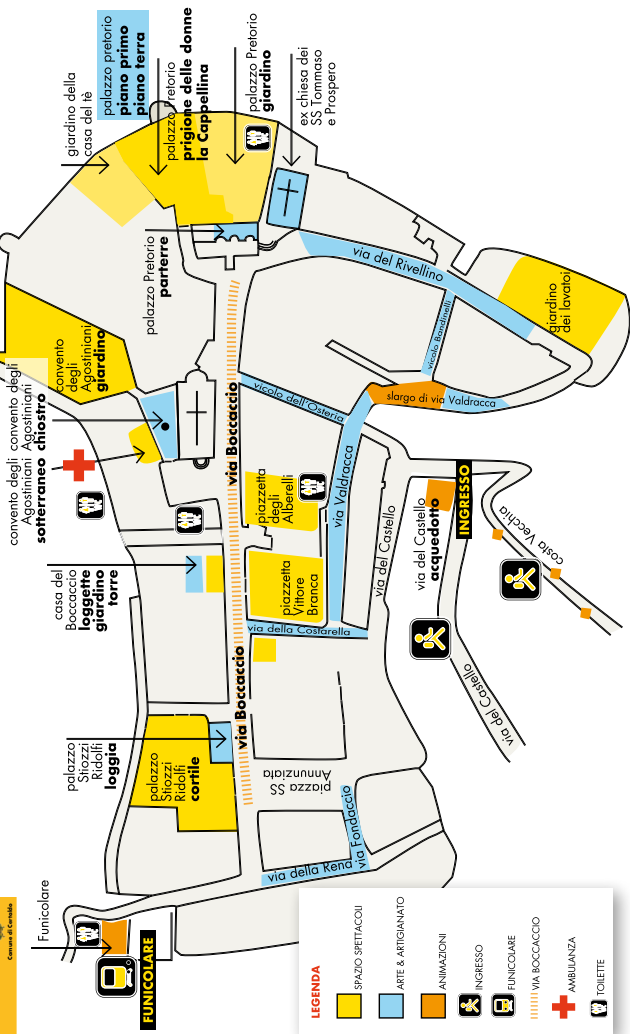 giardino della
casa del tè
palazzo pretorio
piano primo
piano terra
palazzo Pretorio
prigione delle donne
la Cappellina
palazzo Pretorio
giardino
ex chiesa dei
SS Tommaso
e Prospero
palazzo Pretorio
parterre
via del Rivellino
giardino
dei lavatoi
vicolo Bandinelli
convento
degli
Agostiniani
giardino
convento degli
Agostiniani
chiostro
convento degli
Agostiniani
sotterraneo
vicolo dell'Osteria
slargo di via Valdracca
via Boccaccio
piazzetta
degli
Alberelli
via Valdracca
via del Castello
via del Castello
acquedotto
INGRESSO
costa Vecchia
casa del
Boccaccio
loggette
giardino
torre
piazzetta
Vittore
Branca
via della Costarella
via Boccaccio
via del Castello
palazzo
Stiozzi
Ridolfi
loggia
palazzo
Stiozzi
Ridolfi
cortile
piazza SS
Annunziata
via Fondaccio
via della Rena
Funicolare
FUNICOLARE
Comune di Certaldo
LEGENDA
SPAZIO SPETTACOLI
ARTE & ARTIGIANATO
ANIMAZIONI
INGRESSO
FUNICOLARE
VIA BOCCACCIO
AMBULANZA
TOILETTE